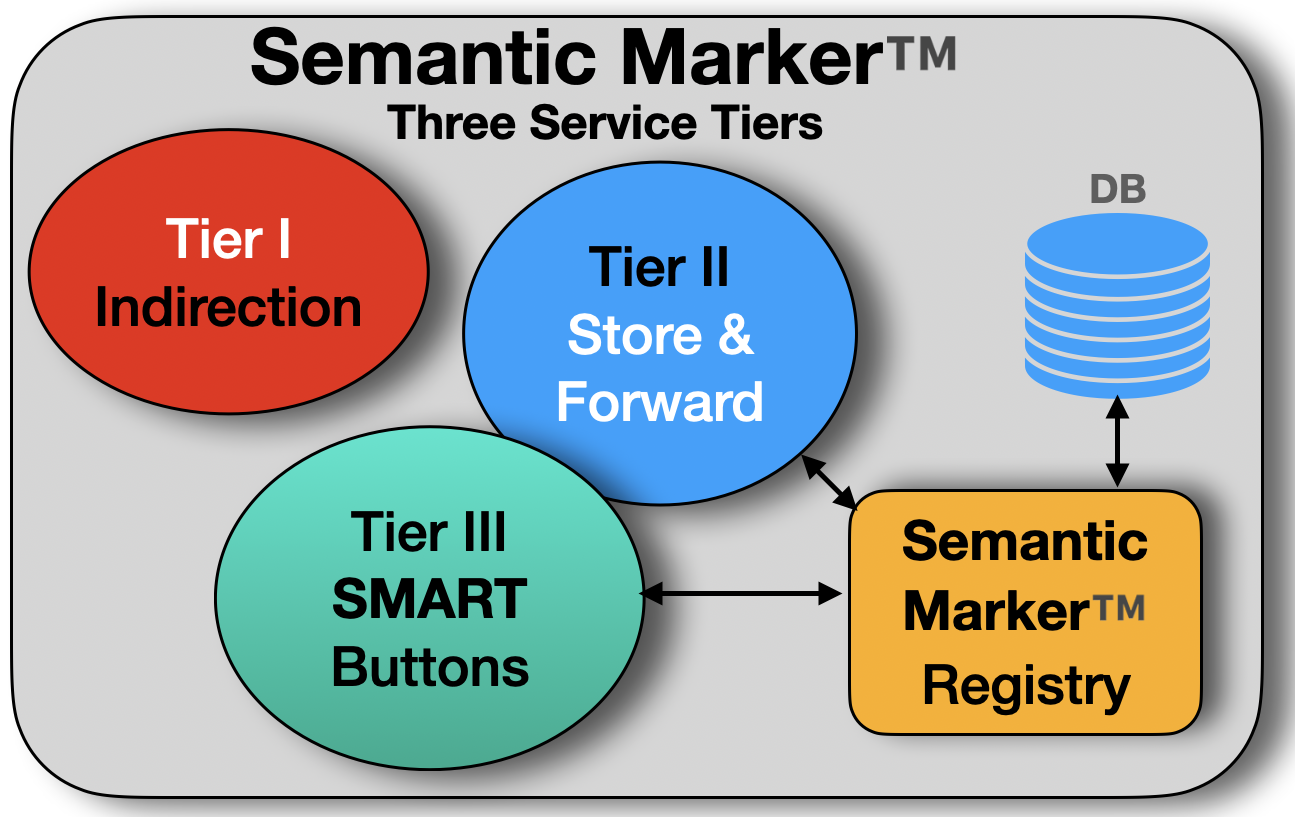 Semantic Marker™
Three Service Tiers
Tier I
Indirection
Tier II
Store &
Forward
DB
Tier III
SMART
Buttons
Semantic
Marker™
Registry